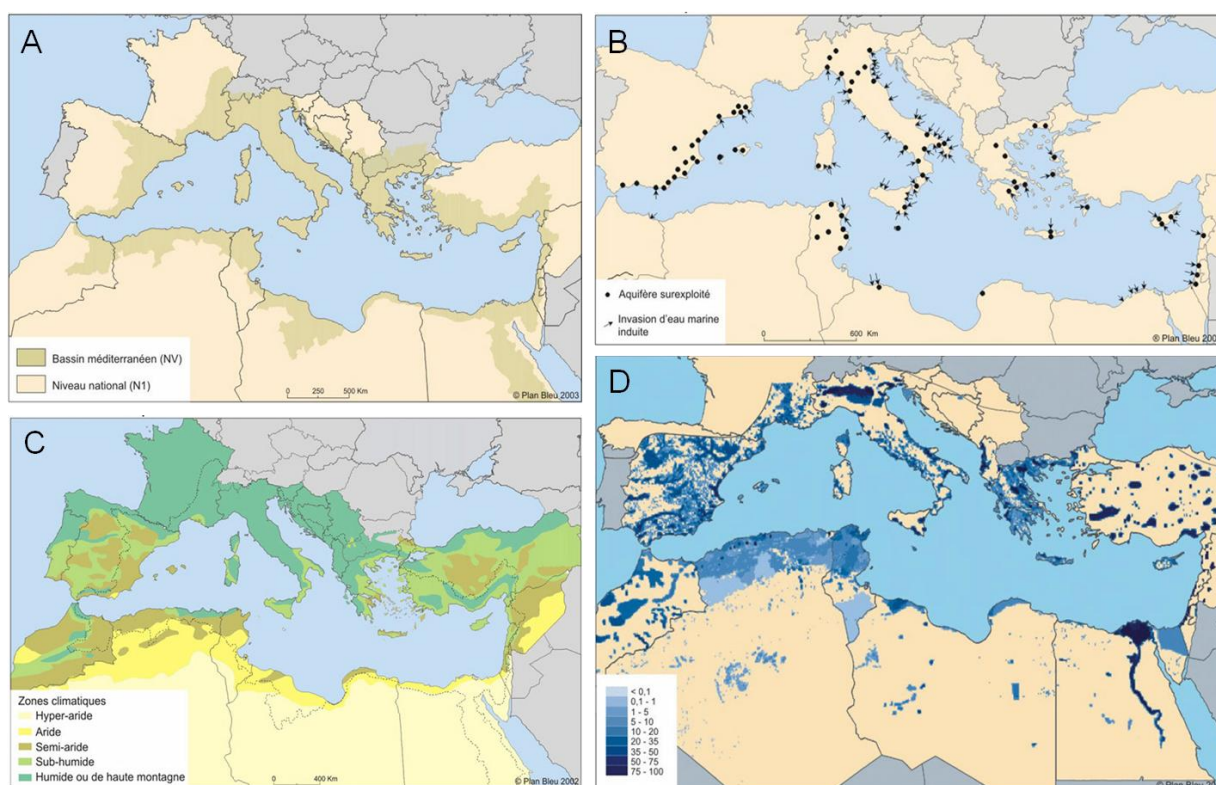 A
Bassin méditerranéen (NV)
Niveau national (N1)
0 250 500 Km
© Plan Bleu 2003
B
Aquifère surexploité
Invasion d'eau marine
induite
0 600 Km
© Plan Bleu
C
Zones climatiques
Hyper-aride
Aride
Semi-aride
Sub-humide
Humide ou de haute montagne
0 400 Km
© Plan Bleu 2002
D
< 0,1
0,1 - 1
1 - 5
5 - 10
10 - 20
20 - 35
35 - 50
50 - 75
75 - 100
© Plan Bleu